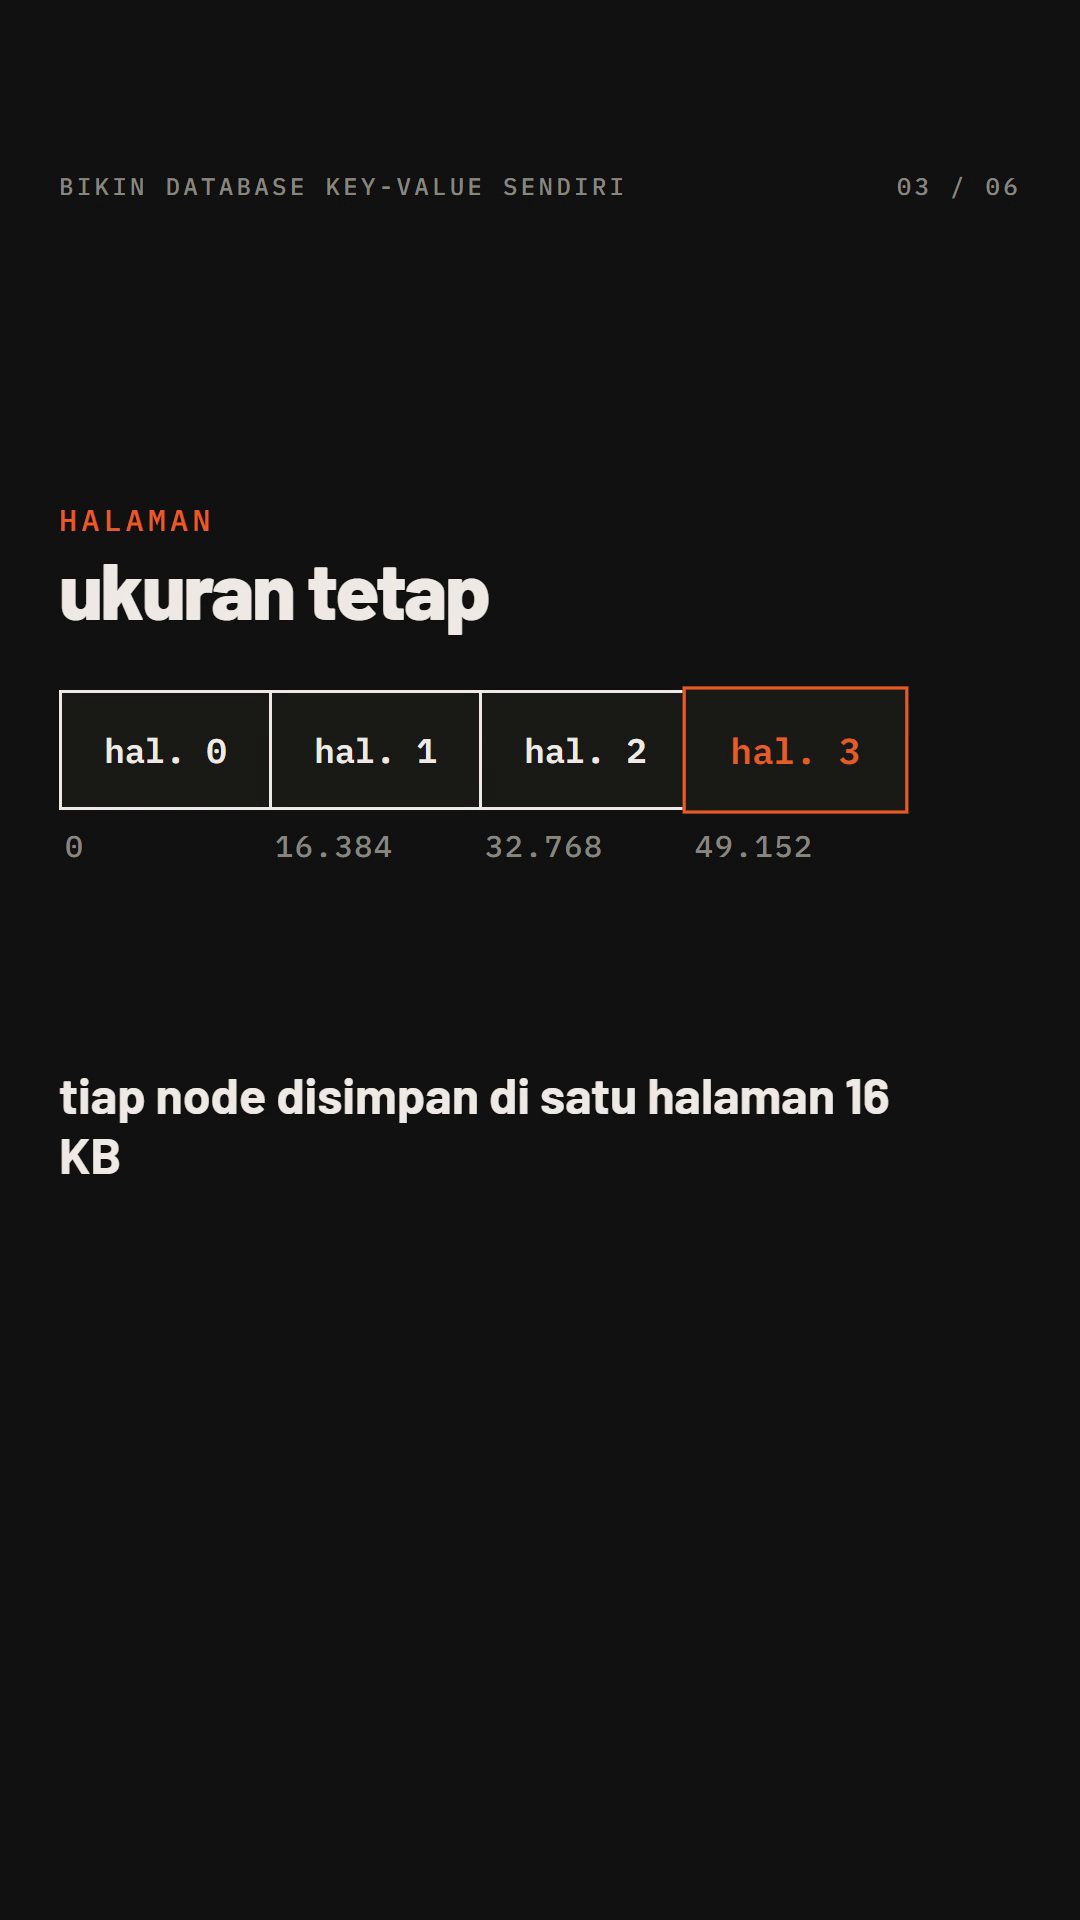 BIKIN DATABASE KEY-VALUE SENDIRI 03 / 06
HALAMAN
ukuran tetap
hal. 0 hal. 1 hal. 2 hal. 3
0 16.384 32.768 49.152
tiap node disimpan di satu halaman 16
KB